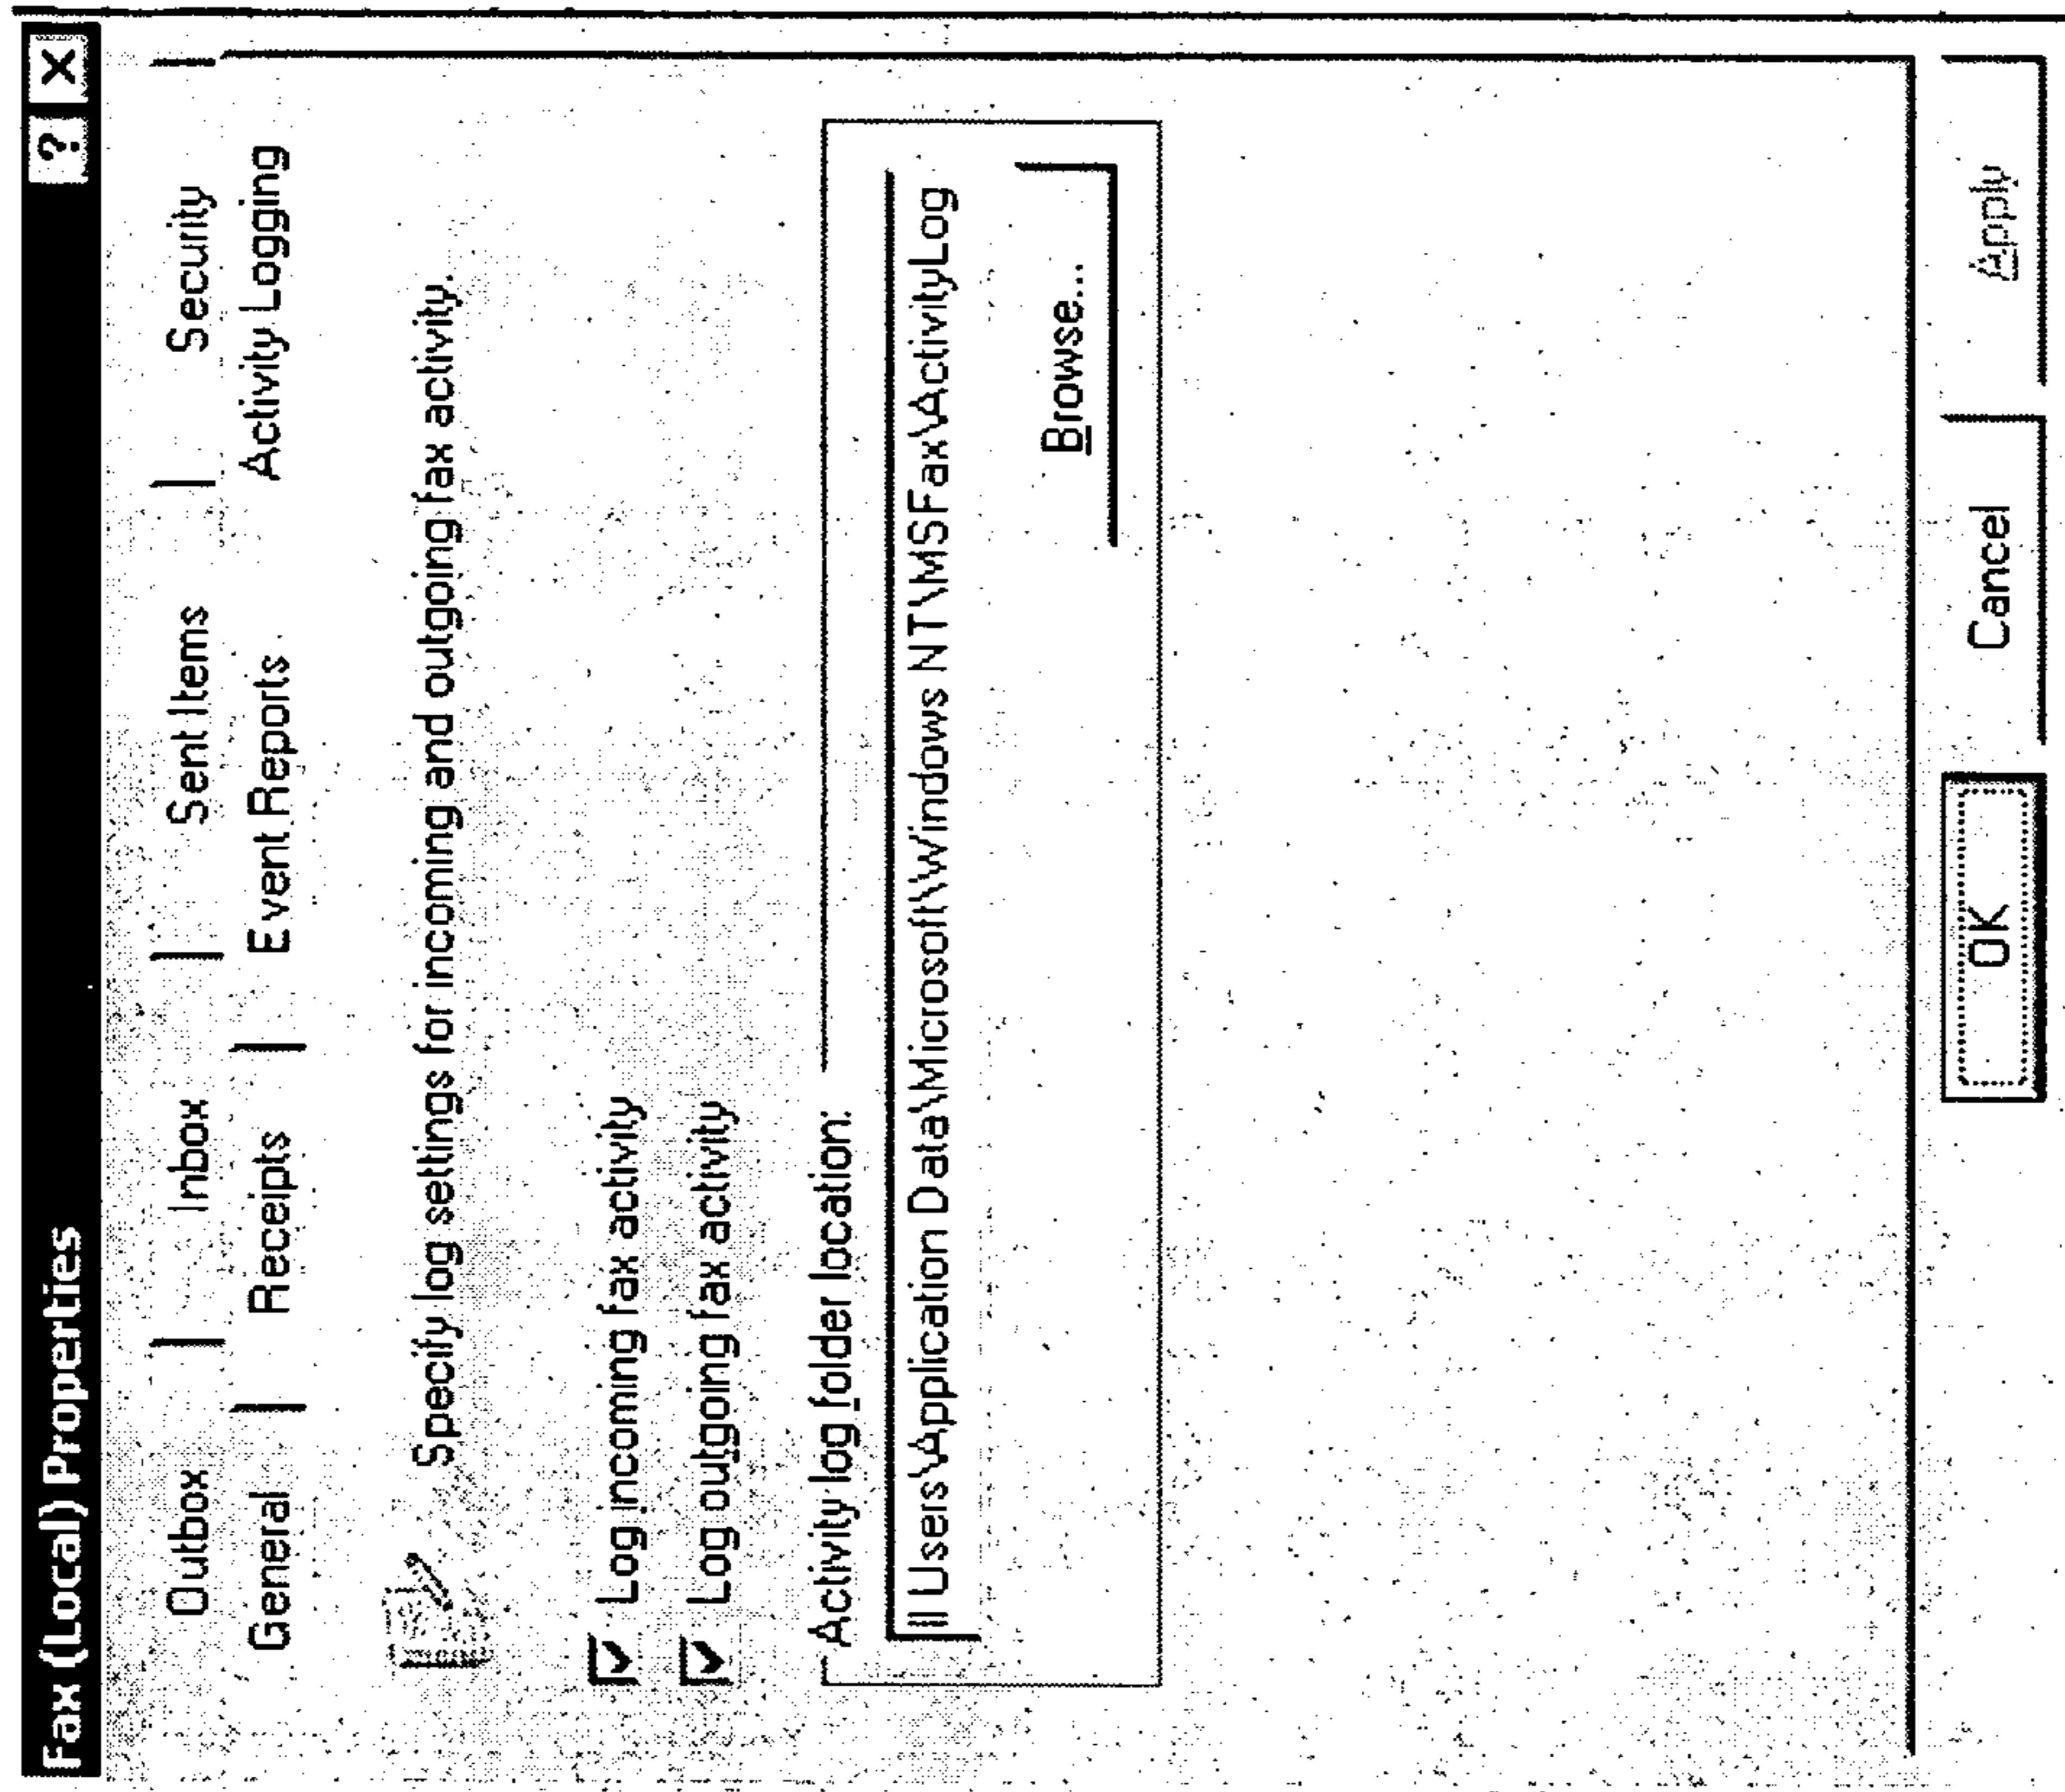 Fax (Local) Properties ? X
Outbox Inbox Sent Items Security
General Receipts Event Reports Activity Logging
Specify log settings for incoming and outgoing fax activity.
Log incoming fax activity
Log outgoing fax activity
Activity log folder location:
ll Users\Application Data\Microsoft\Windows NT\MSFax\ActivityLog
Browse...
OK Cancel Apply